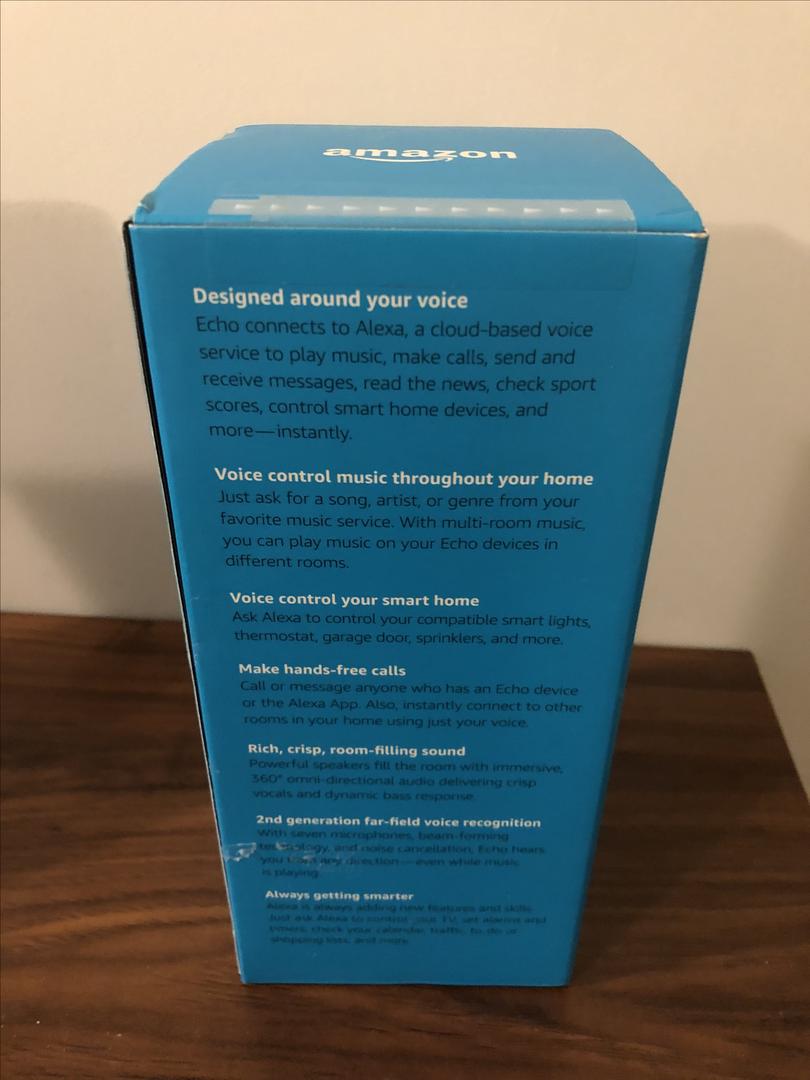 amazon
Designed around your voice
Echo connects to Alexa, a cloud-based voice
service to play music, make calls, send and
receive messages, read the news, check sport
scores, control smart home devices, and
more—instantly.
Voice control music throughout your home
Just ask for a song, artist, or genre from your
favorite music service. With multi-room music,
you can play music on your Echo devices in
different rooms.
Voice control your smart home
Ask Alexa to control your compatible smart lights,
thermostat, garage door, sprinklers, and more.
Make hands-free calls
Call or message anyone who has an Echo device
or the Alexa App. Also, instantly connect to other
rooms in your home using just your voice.
Rich, crisp, room-filling sound
Powerful speakers fill the room with immersive,
360° omni-directional audio delivering crisp
vocals and dynamic bass response.
2nd generation far-field voice recognition
With seven microphones, beam-forming
technology, and noise cancellation, Echo hears
you from any direction—even while music
is playing.
Always getting smarter
Alexa is always adding new features and skills.
Just ask Alexa to control your TV, set alarms and
timers, check your calendar, traffic, to-do or
shopping lists, and more.